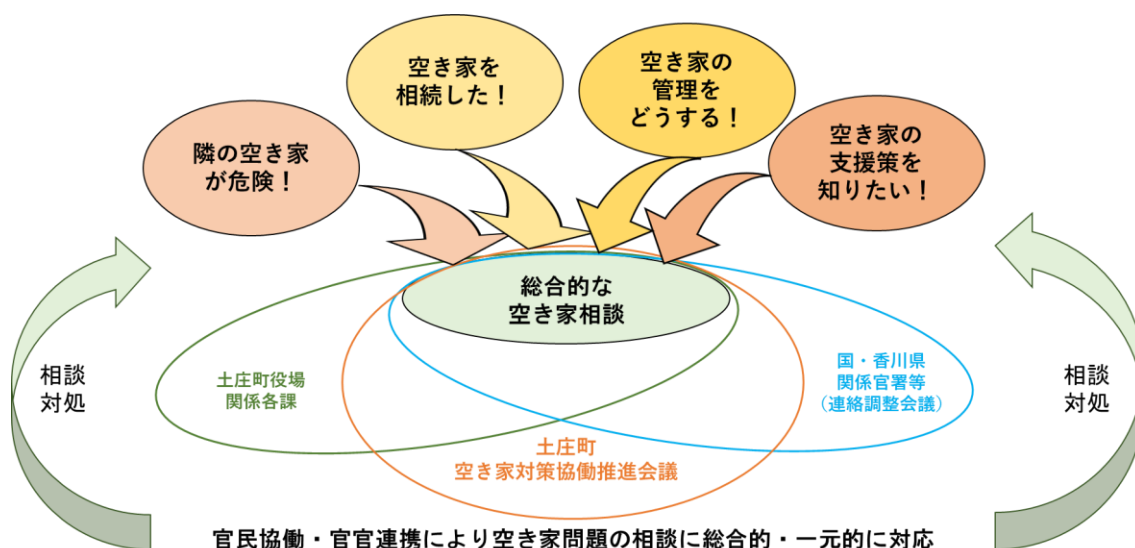 空き家を
相続した！
空き家の
管理を
どうする！
隣の空き家
が危険！
空き家の
支援策を
知りたい！
総合的な
空き家相談
相談
対処
土庄町役場
関係各課
国・香川県
関係官署等
（連絡調整会議）
相談
対処
土庄町
空き家対策協働推進会議
官民協働・官官連携により空き家問題の相談に総合的・一元的に対応